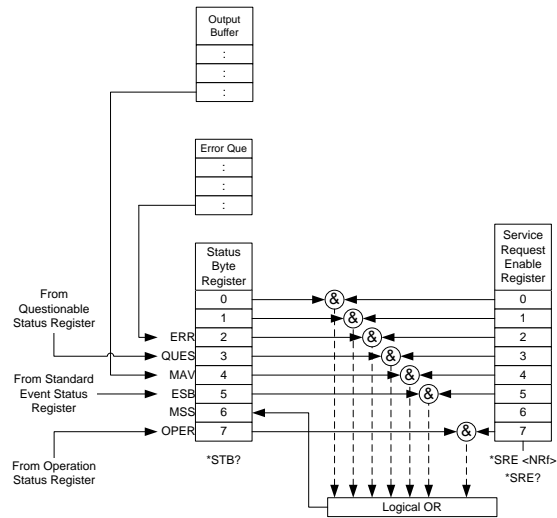 Output
Buffer
:
:
:
Error Que
:
:
:
Status
Byte
Register
0
1
2
3
4
5
6
7
ERR
QUES
MAV
ESB
MSS
OPER
*STB?
From
Questionable
Status Register
From Standard
Event Status
Register
From Operation
Status Register
&
&
&
&
&
&
&
Service
Request
Enable
Register
0
1
2
3
4
5
6
7
*SRE <NRf>
*SRE?
Logical OR